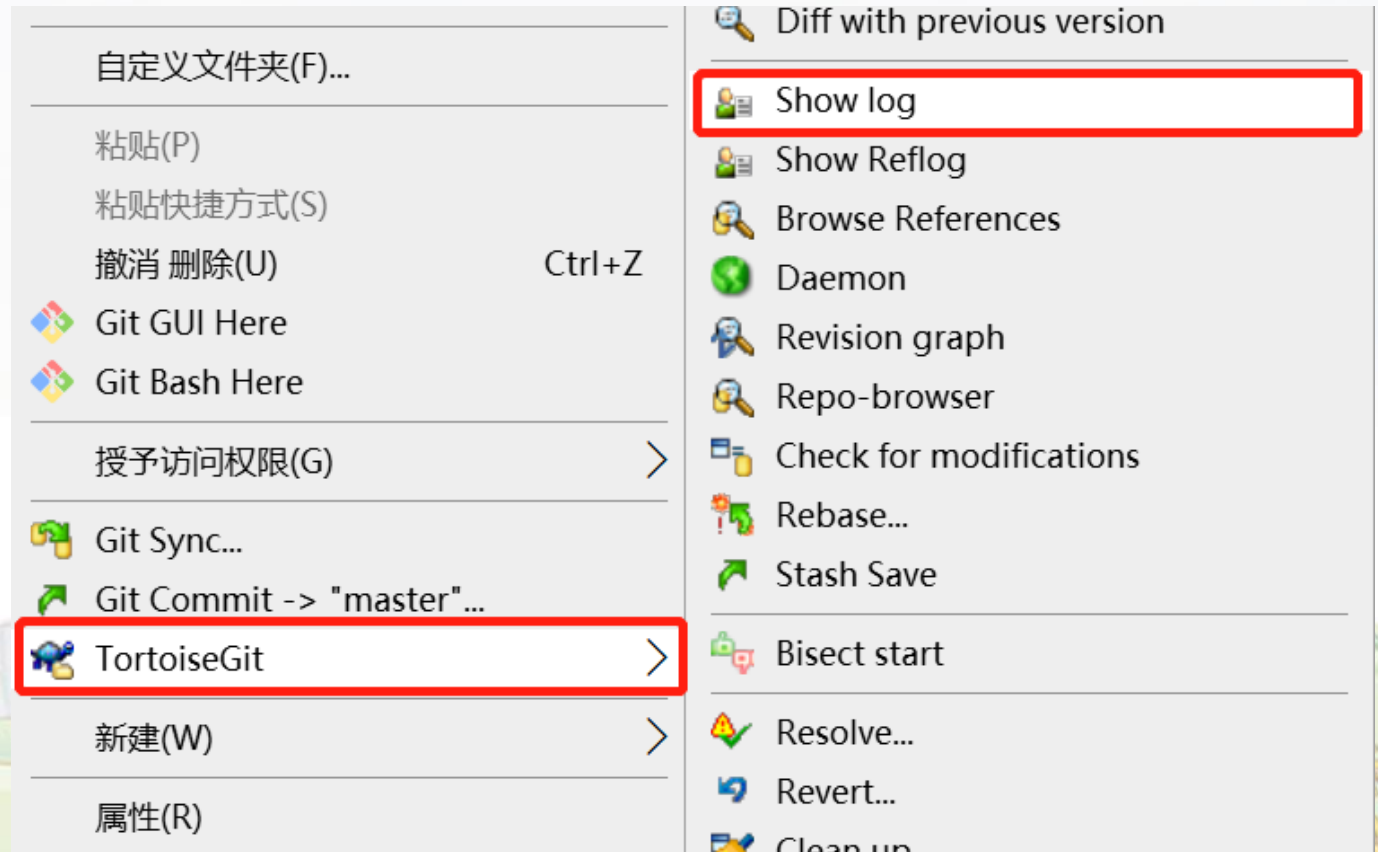 自定义文件夹(F)...
粘贴(P)
粘贴快捷方式(S)
撤消 删除(U) Ctrl+Z
Git GUI Here
Git Bash Here
授予访问权限(G)
Git Sync...
Git Commit -> "master"...
TortoiseGit
新建(W)
属性(R)
Diff with previous version
Show log
Show Reflog
Browse References
Daemon
Revision graph
Repo-browser
Check for modifications
Rebase...
Stash Save
Bisect start
Resolve...
Revert...
Clean up